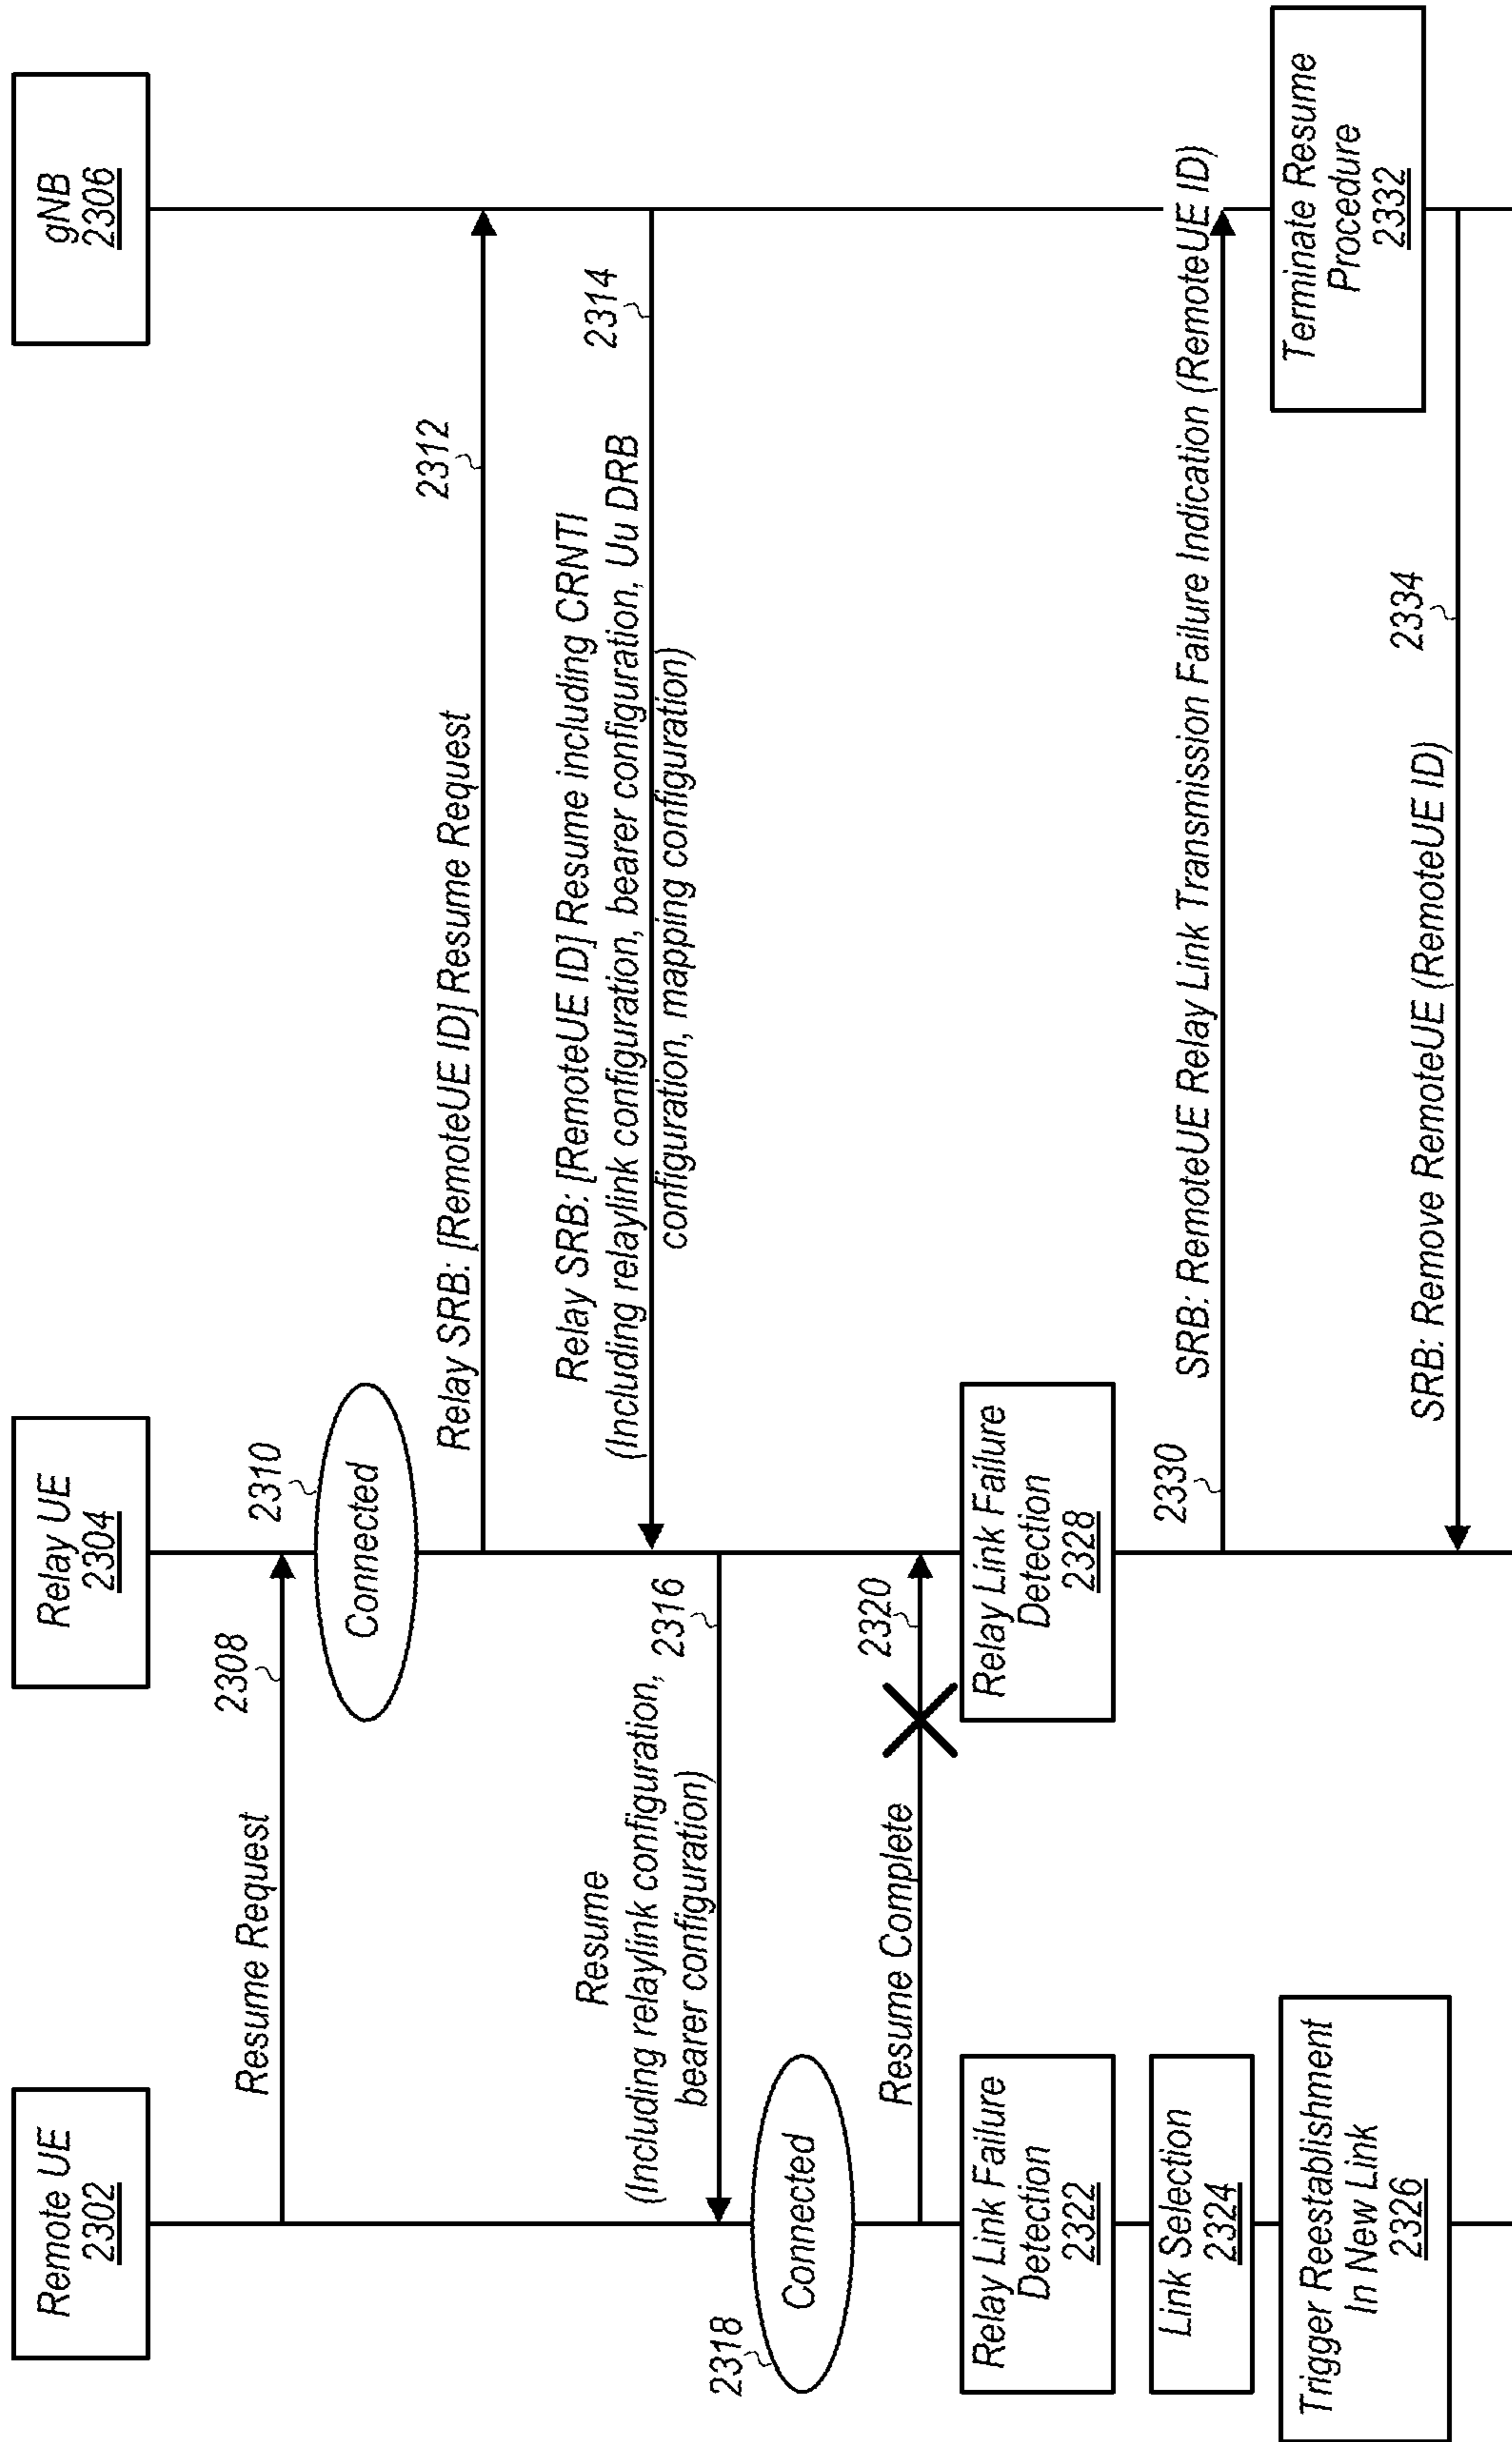 Remote UE
2302
Relay UE
2304
gNB
2306
Resume Request
2308
2310
Connected
Relay SRB: [RemoteUE ID] Resume Request
2312
Relay SRB: [RemoteUE ID] Resume including CRNTI
(Including relaylink configuration, bearer configuration, Uu DRB
configuration, mapping configuration)
2314
Resume
(Including relaylink configuration,
bearer configuration)
2316
2318
Connected
Resume Complete
2320
Relay Link Failure
Detection
2322
Relay Link Failure
Detection
2328
Link Selection
2324
2330
SRB: RemoteUE Relay Link Transmission Failure Indication (RemoteUE ID)
Trigger Reestablishment
In New Link
2326
Terminate Resume
Procedure
2332
SRB: Remove RemoteUE (RemoteUE ID)
2334